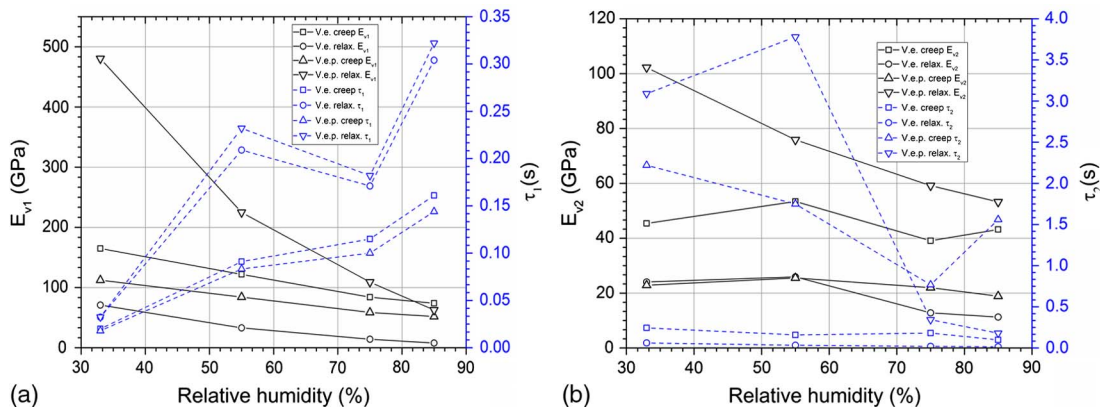 0.35
500
V.e. creep E_v1
V.e. relax. E_v1
V.e.p. creep E_v1
V.e.p. relax. E_v1
V.e. creep τ_1
V.e. relax. τ_1
V.e.p. creep τ_1
V.e.p. relax. τ_1
0.30
400
0.25
300
0.20
200
0.15
0.10
100
0.05
0
0.00
E_v1 (GPa)
τ_1(s)
30 40 50 60 70 80 90
(a) Relative humidity (%)
120
4.0
100
V.e. creep E_v2
V.e. relax. E_v2
V.e.p. creep E_v2
V.e.p. relax. E_v2
V.e. creep τ_2
V.e. relax. τ_2
V.e.p. creep τ_2
V.e.p. relax. τ_2
3.5
80
3.0
60
2.5
2.0
40
1.5
20
1.0
0.5
0
0.0
E_v2 (GPa)
τ_2(s)
30 40 50 60 70 80 90
(b) Relative humidity (%)